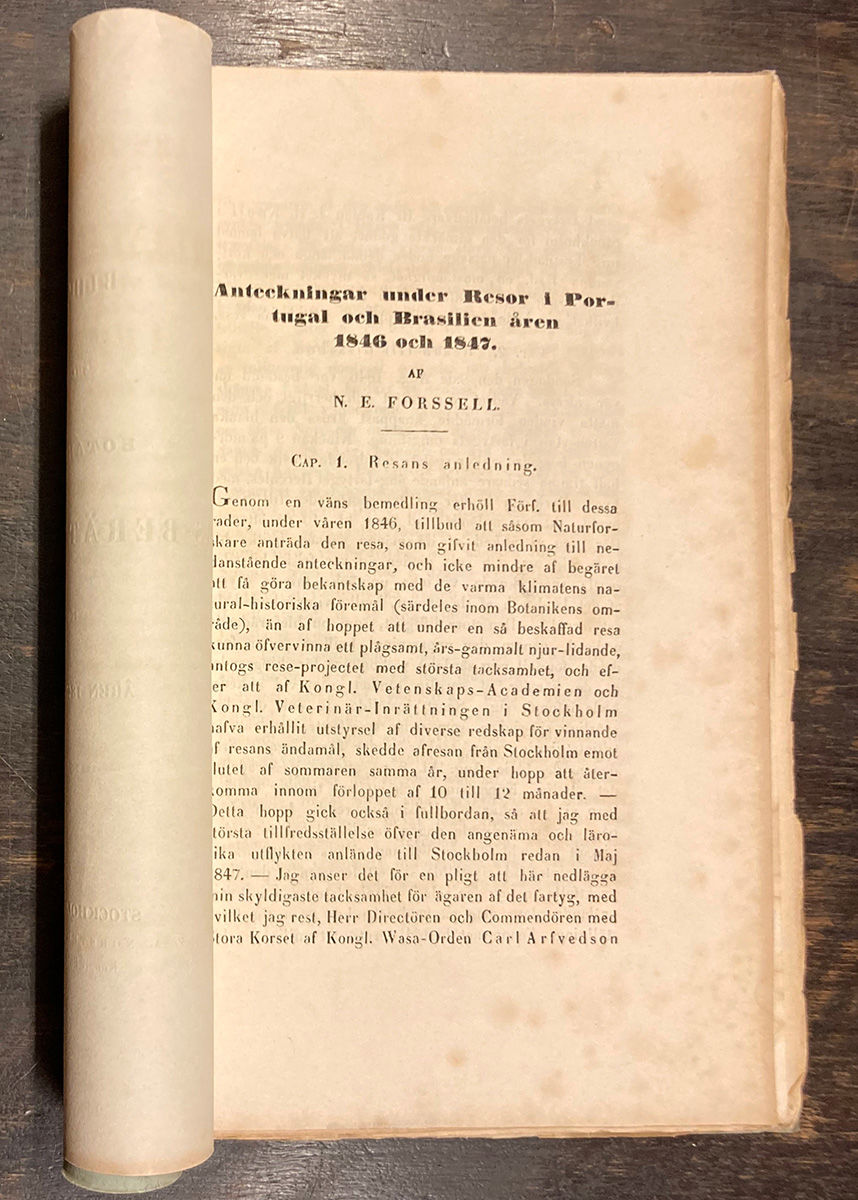 Anteckningar under Resor i Por-
tugal och Brasilien åren
1846 och 1847.
AF
N. E. FORSSELL.
CAP. 1. Resans anledning.
Genom en väns bemedling erhöll Förf. till dessa
rader, under våren 1846, tillbud att såsom Naturfor-
skare anträda den resa, som gifvit anledning till ne-
danstående anteckningar, och icke mindre af begäret
att få göra bekantskap med de varma klimatens na-
tural-historiska föremål (särdeles inom Botanikens om-
råde), än af hoppet att under en så beskaffad resa
kunna öfvervinna ett plågsamt, års-gammalt njur-lidande,
antogs rese-projectet med största tacksamhet, och ef-
ter att af Kongl. Vetenskaps-Academien och
Kongl. Veterinär-Inrättningen i Stockholm
hafva erhållit utstyrsel af diverse redskap för vinnande
af resans ändamål, skedde afresan från Stockholm emot
slutet af sommaren samma år, under hopp att åter-
komma innom förloppet af 10 till 12 månader. —
Detta hopp gick också i fullbordan, så att jag med
största tillfredsställelse öfver den angenäma och läro-
rika utflykten anlände till Stockholm redan i Maj
1847. — Jag anser det för en pligt att här nedlägga
min skyldigaste tacksamhet för ägaren af det fartyg, med
hvilket jag rest, Herr Directören och Commendören med
Stora Korset af Kongl. Wasa-Orden Carl Arfvedson